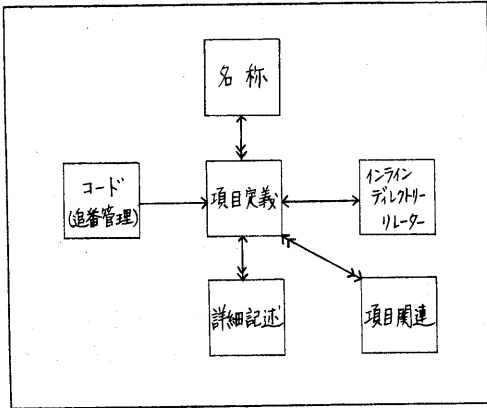 名称
コード
(追番管理)
項目定義
インライン
ディレクトリー
リレーター
詳細記述
項目関連